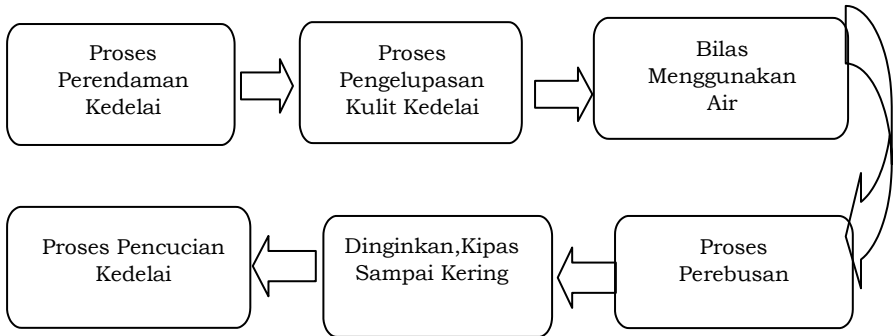 Proses
Perendaman
Kedelai
Proses
Pengelupasan
Kulit Kedelai
Bilas
Menggunakan
Air
Proses
Perebusan
Dinginkan,Kipas
Sampai Kering
Proses Pencucian
Kedelai